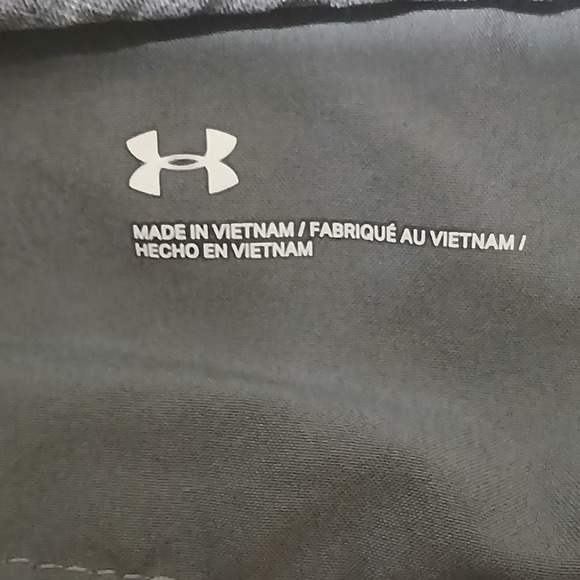 MADE IN VIETNAM / FABRIQUÉ AU VIETNAM /
HECHO EN VIETNAM